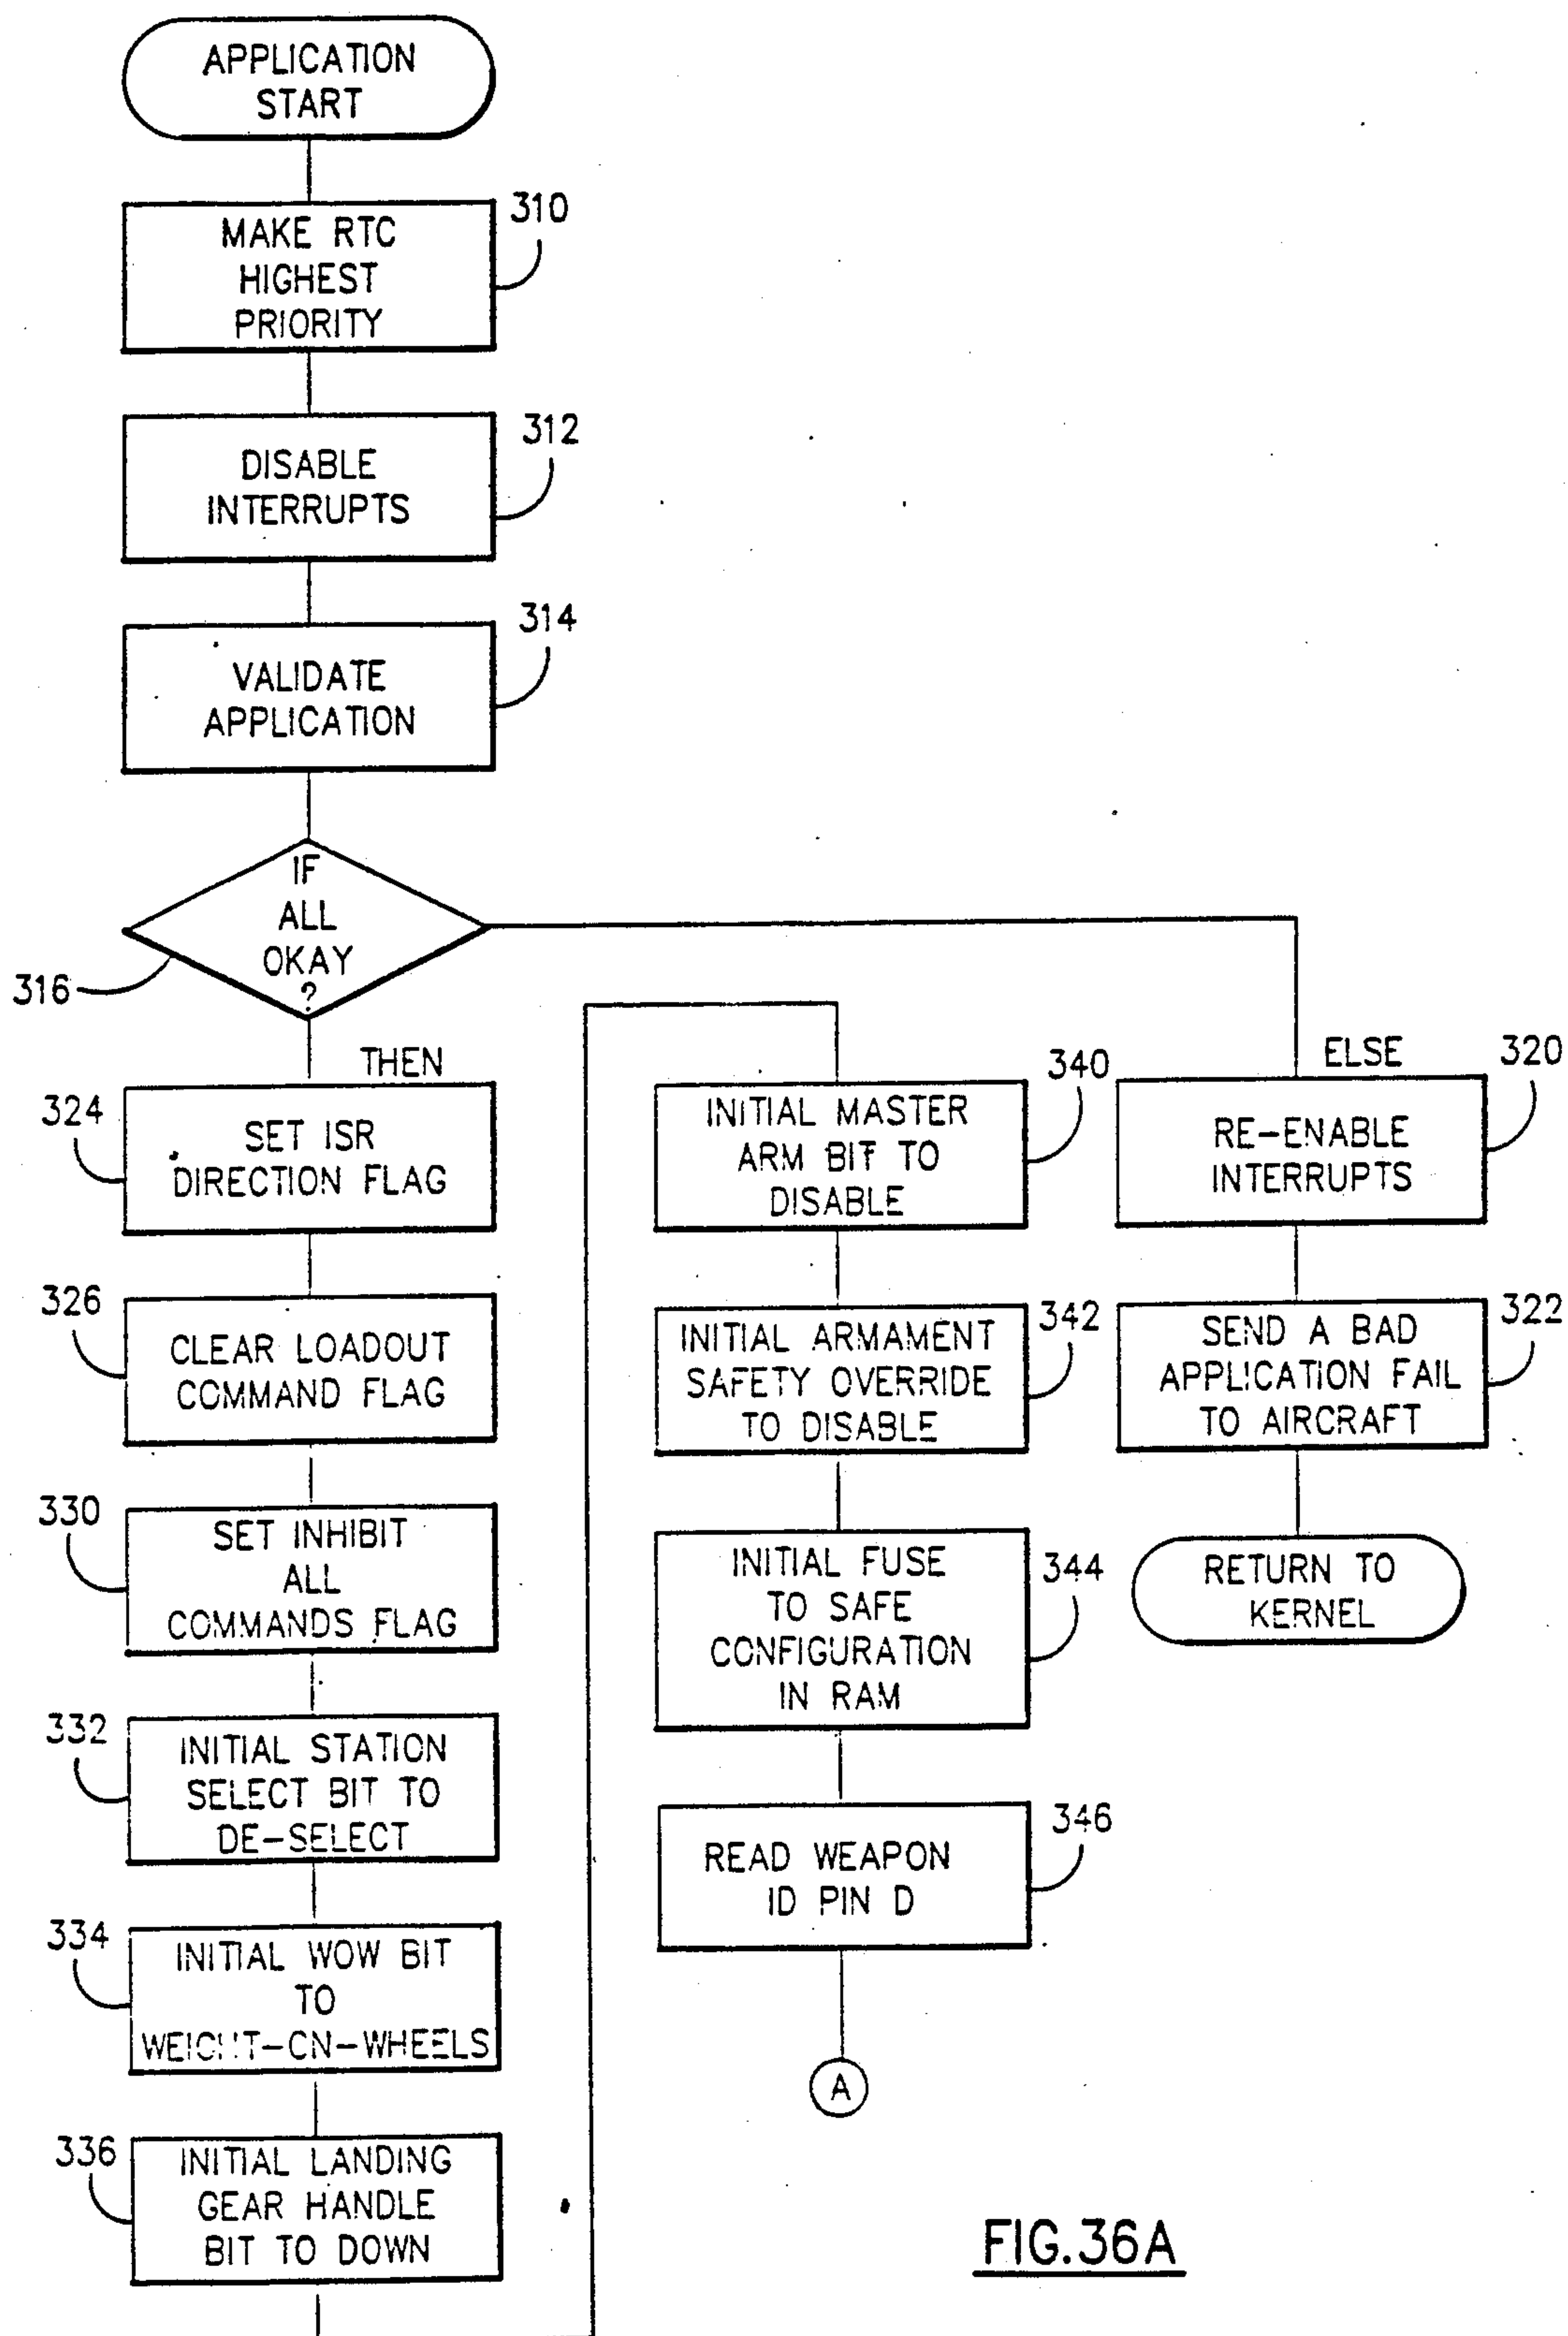 APPLICATION
START
310
MAKE RTC
HIGHEST
PRIORITY
312
DISABLE
INTERRUPTS
314
VALIDATE
APPLICATION
IF
ALL
OKAY
?
316
THEN
324
SET ISR
DIRECTION FLAG
326
CLEAR LOADOUT
COMMAND FLAG
330
SET INHIBIT
ALL
COMMANDS FLAG
332
INITIAL STATION
SELECT BIT TO
DE-SELECT
334
INITIAL WOW BIT
TO
WEIGHT-ON-WHEELS
336
INITIAL LANDING
GEAR HANDLE
BIT TO DOWN
340
INITIAL MASTER
ARM BIT TO
DISABLE
342
INITIAL ARMAMENT
SAFETY OVERRIDE
TO DISABLE
344
INITIAL FUSE
TO SAFE
CONFIGURATION
IN RAM
346
READ WEAPON
ID PIN D
A
ELSE
320
RE-ENABLE
INTERRUPTS
322
SEND A BAD
APPLICATION FAIL
TO AIRCRAFT
RETURN TO
KERNEL
FIG.36A